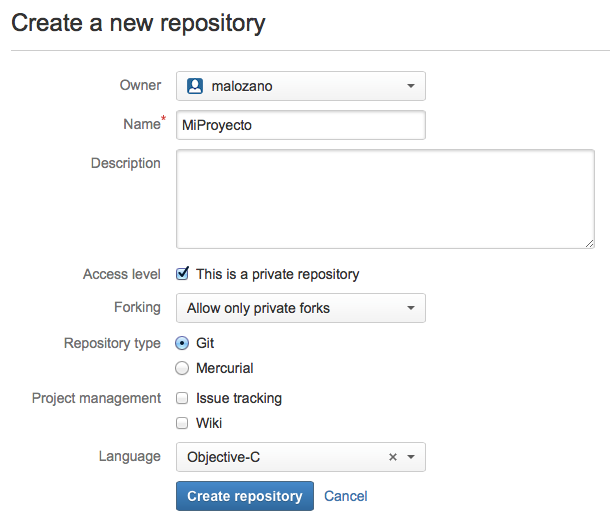 Create a new repository
Owner malozano
Name* MiProyecto
Description
Access level This is a private repository
Forking Allow only private forks
Repository type Git
Mercurial
Project management Issue tracking
Wiki
Language Objective-C ×
Create repository Cancel